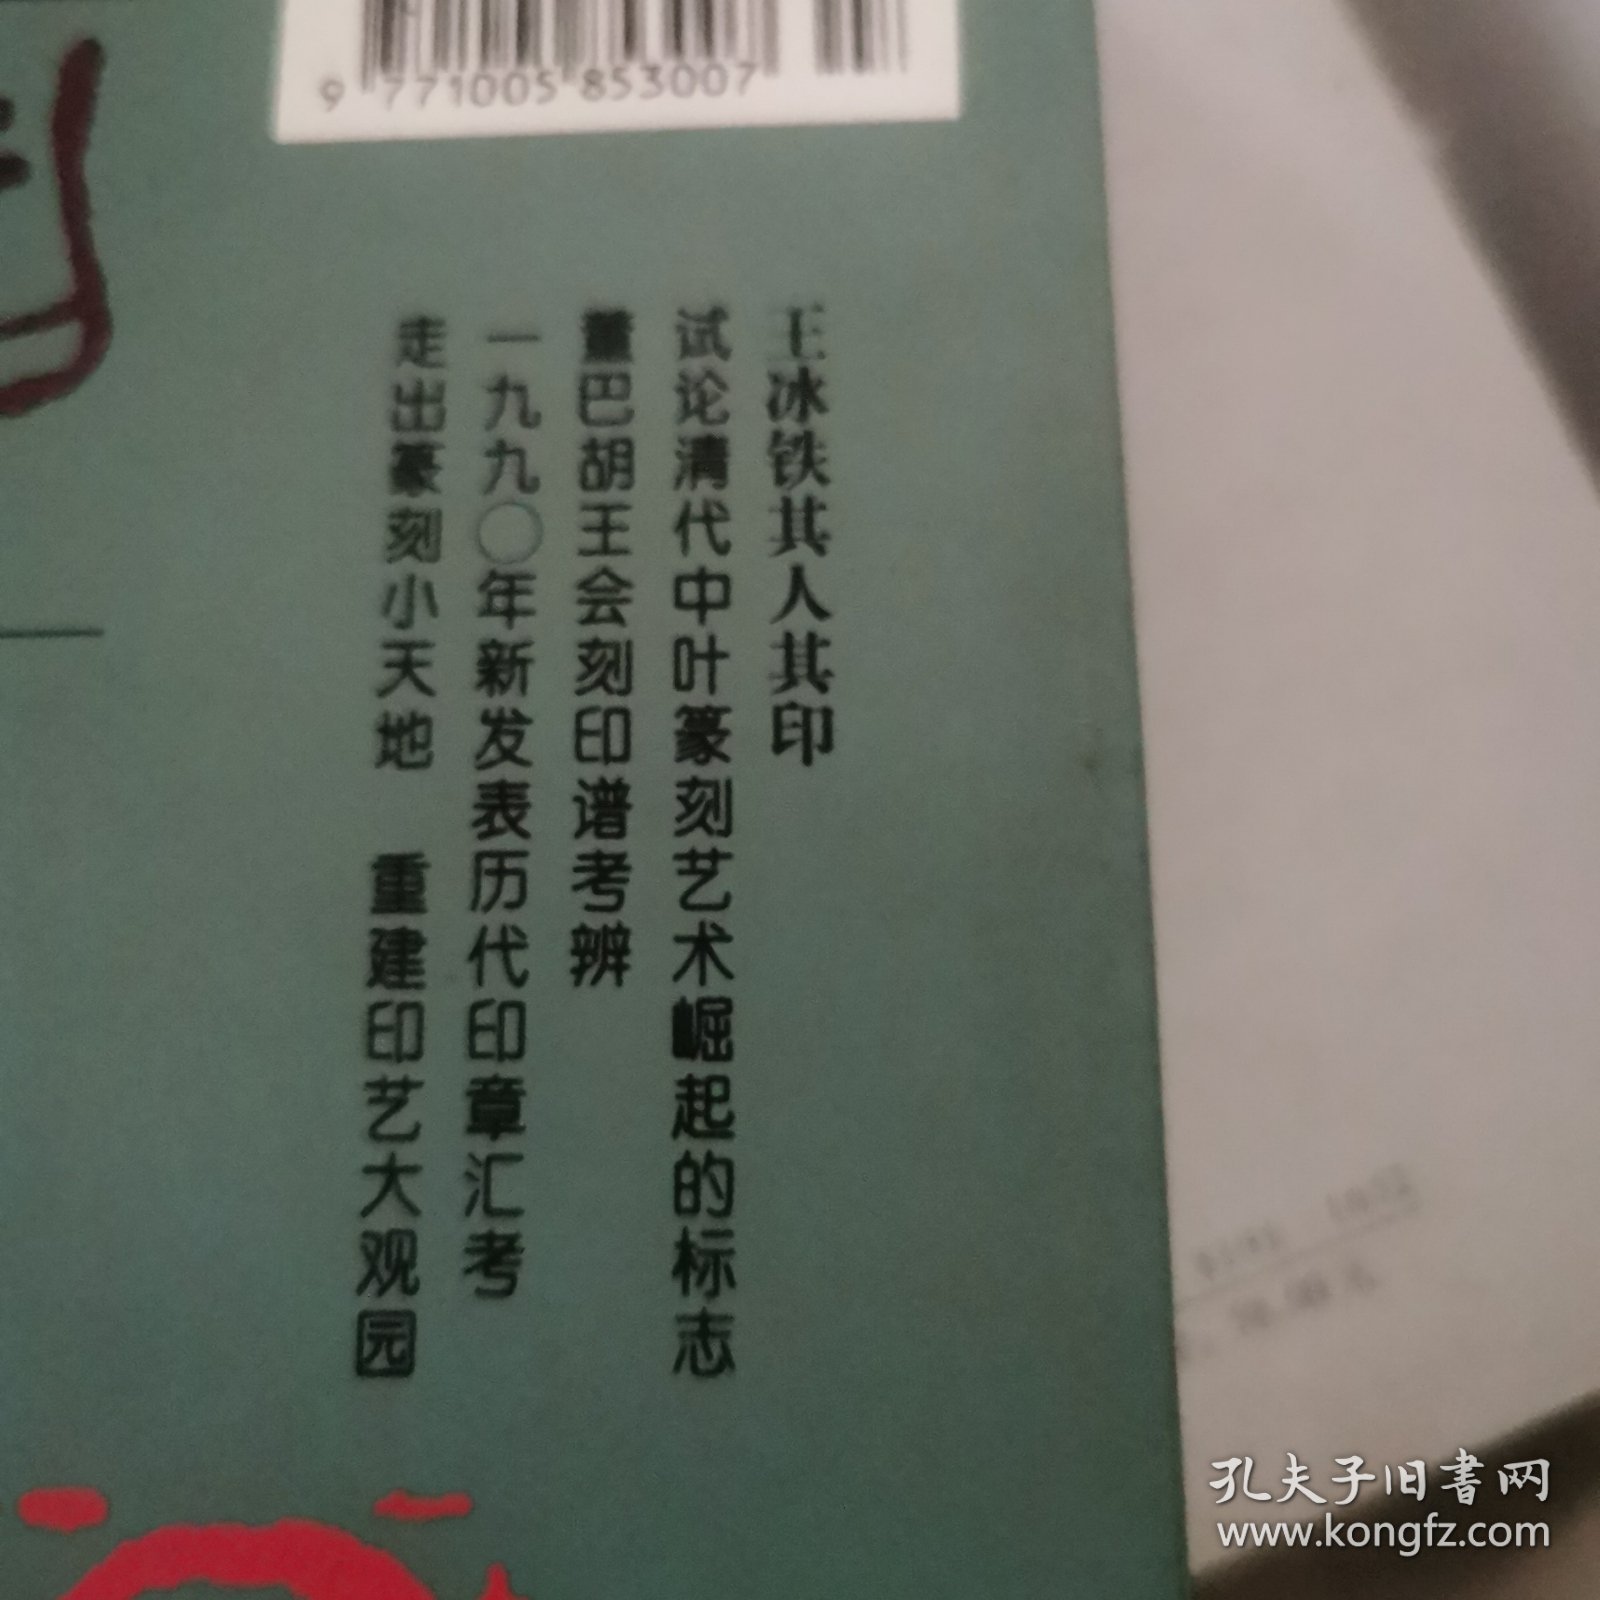 9 771005 853007
王冰铁其人其印
试论清代中叶篆刻艺术崛起的标志
董巴胡王会刻印谱考辨
一九九〇年新发表历代印章汇考
走出篆刻小天地 重建印艺大观园
孔夫子旧书网
www.kongfz.com